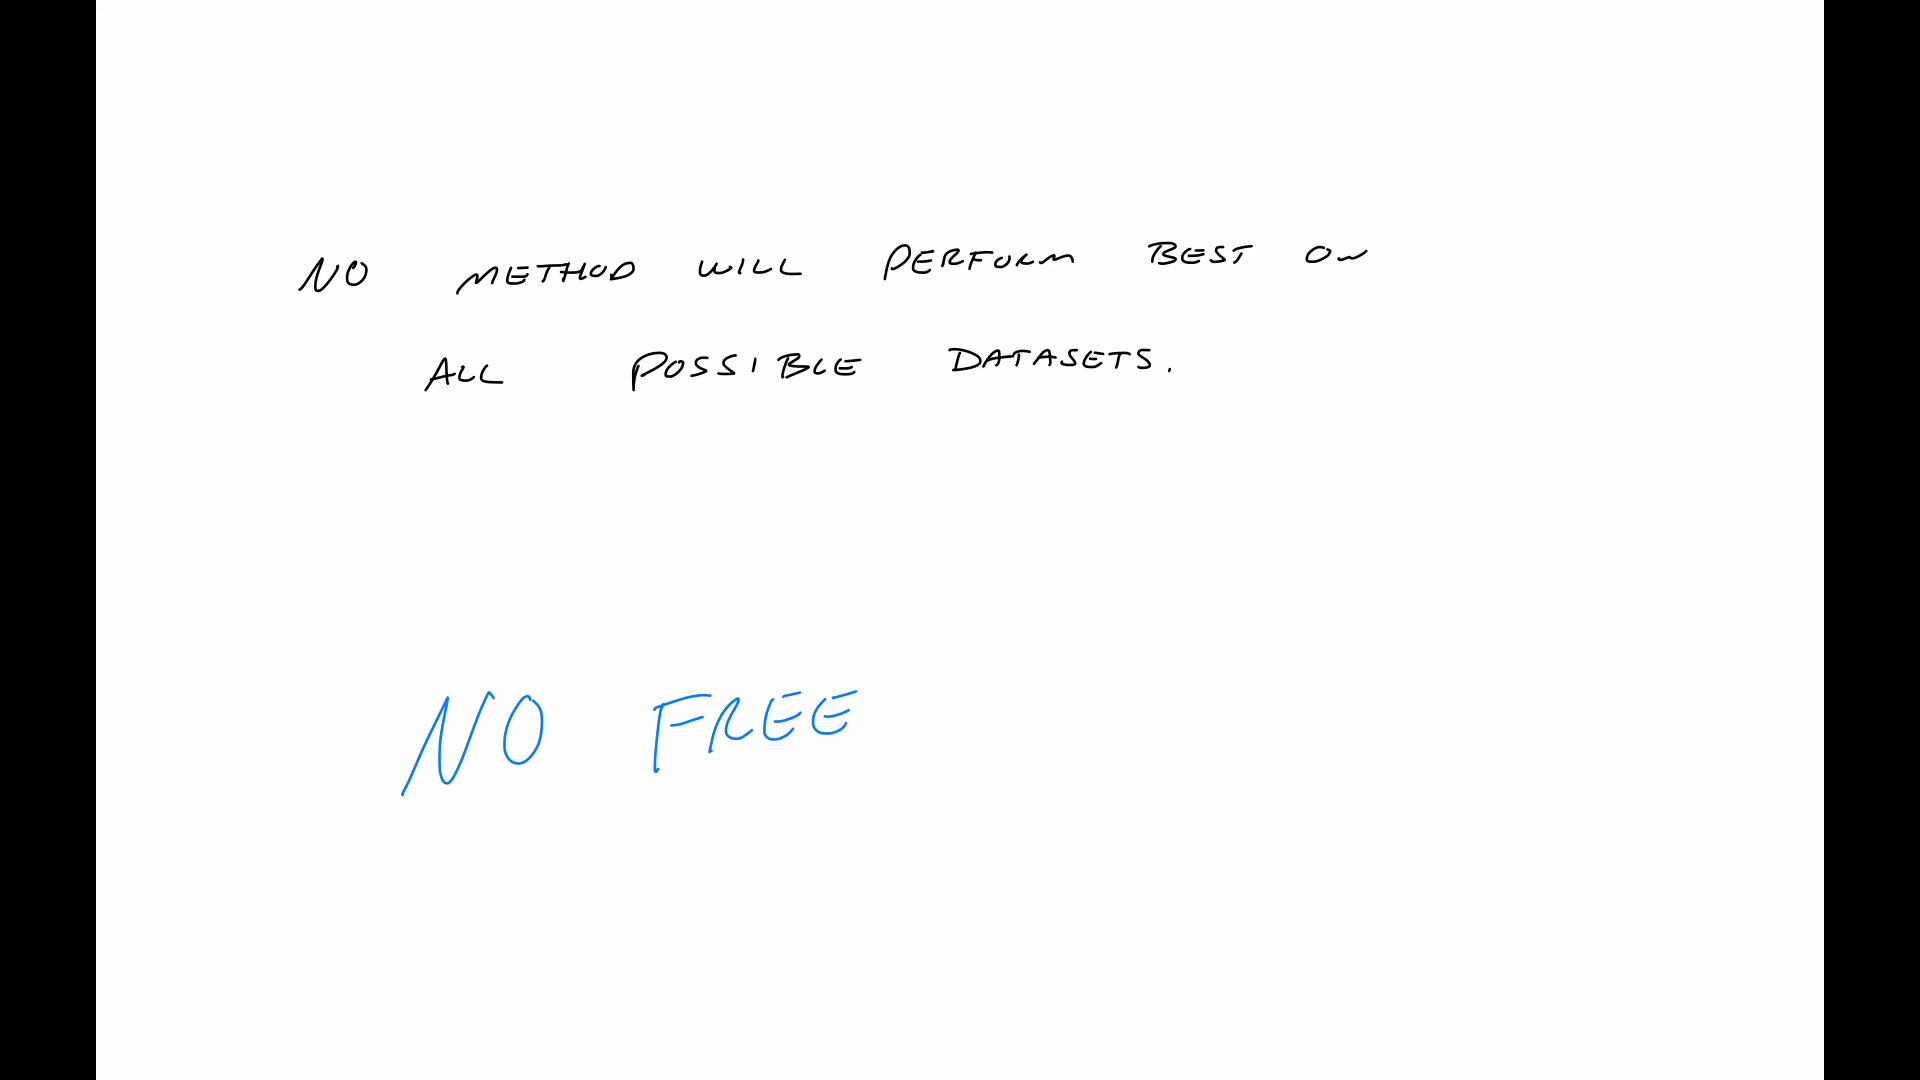 NO METHOD WILL PERFORM BEST ON
ALL POSSIBLE DATASETS.
NO FREE